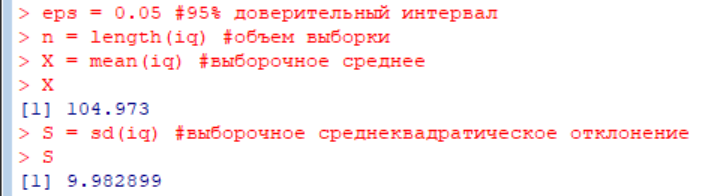 > eps = 0.05 #95% доверительный интервал
> n = length(iq) #объем выборки
> X = mean(iq) #выборочное среднее
> X
[1] 104.973
> S = sd(iq) #выборочное среднеквадратическое отклонение
> S
[1] 9.982899